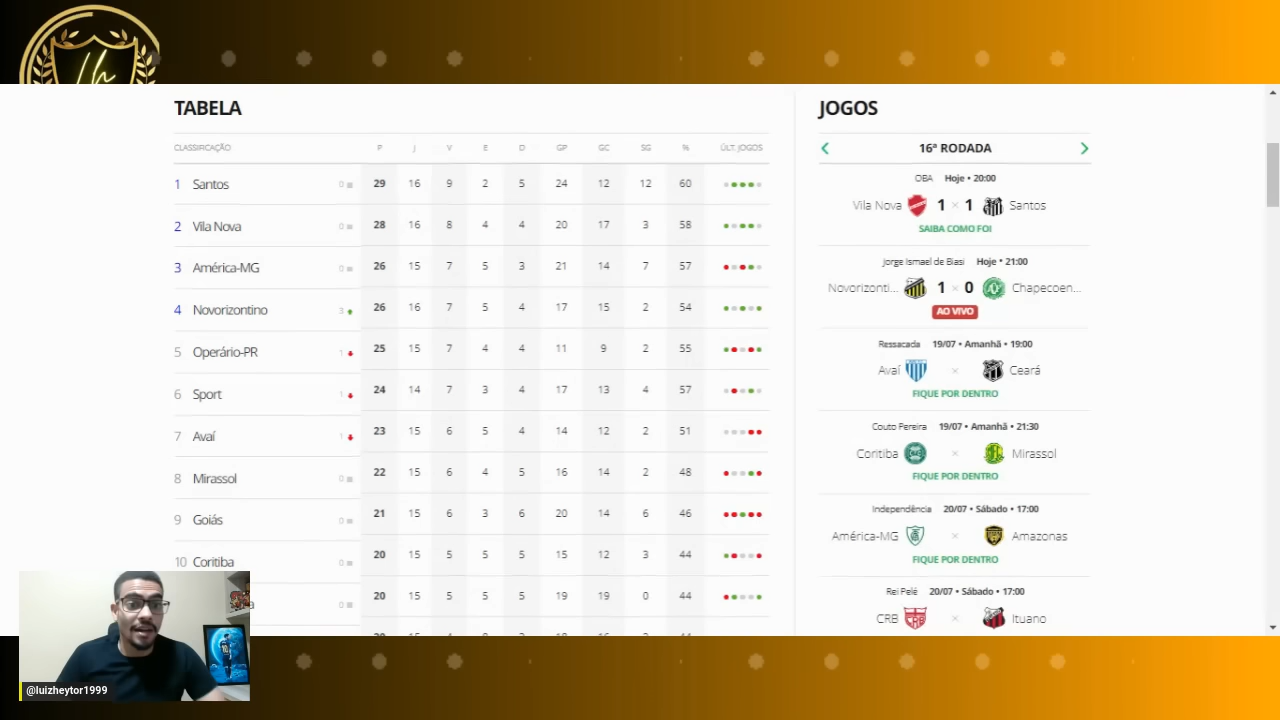 lh
TABELA
CLASSIFICAÇÃO P J V E D GP GC SG % ÚLT. JOGOS
1 Santos 0 29 16 9 2 5 24 12 12 60
2 Vila Nova 0 28 16 8 4 4 20 17 3 58
3 América-MG 0 26 15 7 5 3 21 14 7 57
4 Novorizontino 3 26 16 7 5 4 17 15 2 54
5 Operário-PR 1 25 15 7 4 4 11 9 2 55
6 Sport 1 24 14 7 3 4 17 13 4 57
7 Avaí 1 23 15 6 5 4 14 12 2 51
8 Mirassol 0 22 15 6 4 5 16 14 2 48
9 Goiás 0 21 15 6 3 6 20 14 6 46
10 Coritiba 0 20 15 5 5 5 15 12 3 44
a 0 20 15 5 5 5 19 19 0 44
JOGOS
16ª RODADA
OBA Hoje • 20:00
Vila Nova 1 × 1 Santos
SAIBA COMO FOI
Jorge Ismael de Biasi Hoje • 21:00
Novorizonti... 1 × 0 Chapecoen...
AO VIVO
Ressacada 19/07 • Amanhã • 19:00
Avaí × Ceará
FIQUE POR DENTRO
Couto Pereira 19/07 • Amanhã • 21:30
Coritiba × Mirassol
FIQUE POR DENTRO
Independência 20/07 • Sábado • 17:00
América-MG × Amazonas
FIQUE POR DENTRO
Rei Pelé 20/07 • Sábado • 17:00
CRB × Ituano
@luizheytor1999